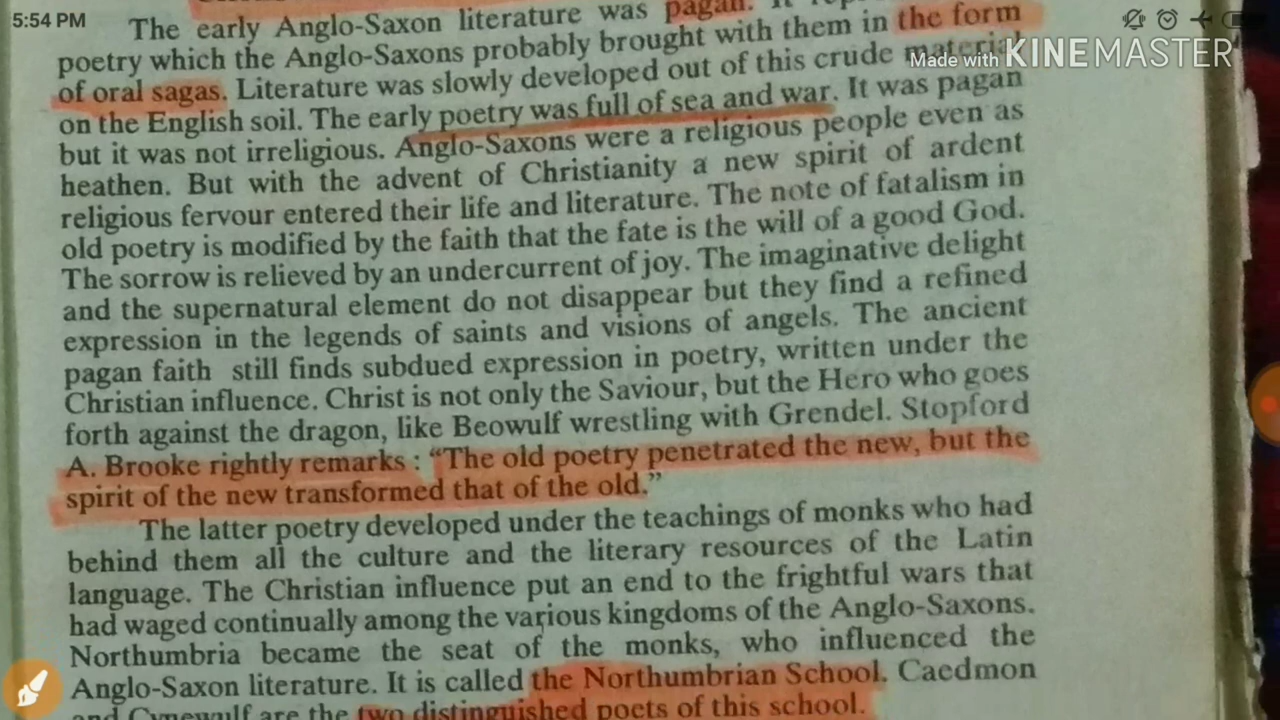 5:54 PM
Made with KINEMASTER
The early Anglo-Saxon literature was pagan. It
poetry which the Anglo-Saxons probably brought with them in the form
of oral sagas. Literature was slowly developed out of this crude material
on the English soil. The early poetry was full of sea and war. It was pagan
but it was not irreligious. Anglo-Saxons were a religious people even as
heathen. But with the advent of Christianity a new spirit of ardent
religious fervour entered their life and literature. The note of fatalism in
old poetry is modified by the faith that the fate is the will of a good God.
The sorrow is relieved by an undercurrent of joy. The imaginative delight
and the supernatural element do not disappear but they find a refined
expression in the legends of saints and visions of angels. The ancient
pagan faith still finds subdued expression in poetry, written under the
Christian influence. Christ is not only the Saviour, but the Hero who goes
forth against the dragon, like Beowulf wrestling with Grendel. Stopford
A. Brooke rightly remarks : “The old poetry penetrated the new, but the
spirit of the new transformed that of the old.”
The latter poetry developed under the teachings of monks who had
behind them all the culture and the literary resources of the Latin
language. The Christian influence put an end to the frightful wars that
had waged continually among the various kingdoms of the Anglo-Saxons.
Northumbria became the seat of the monks, who influenced the
Anglo-Saxon literature. It is called the Northumbrian School. Caedmon
and Cynewulf are the two distinguished poets of this school.